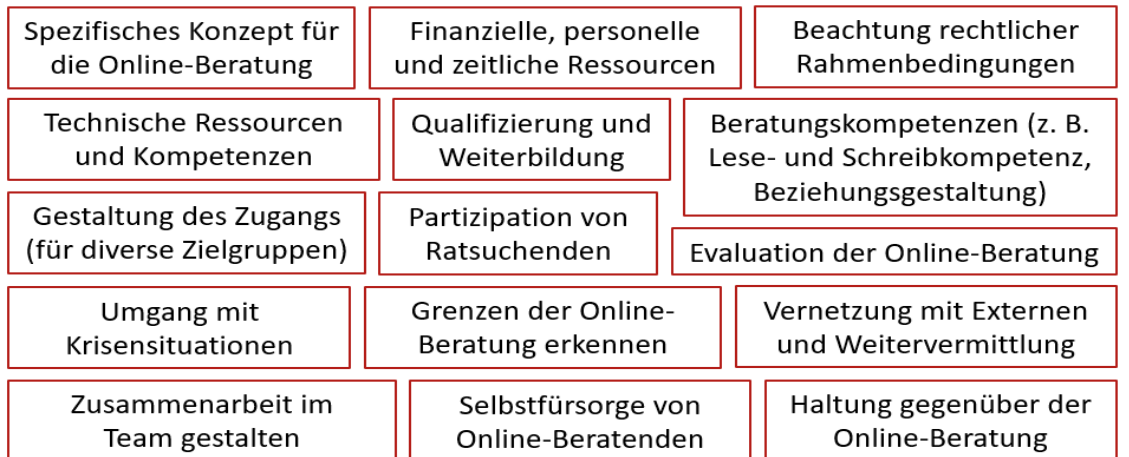 Spezifisches Konzept für
die Online-Beratung
Finanzielle, personelle
und zeitliche Ressourcen
Beachtung rechtlicher
Rahmenbedingungen
Technische Ressourcen
und Kompetenzen
Qualifizierung und
Weiterbildung
Beratungskompetenzen (z. B.
Lese- und Schreibkompetenz,
Beziehungsgestaltung)
Gestaltung des Zugangs
(für diverse Zielgruppen)
Partizipation von
Ratsuchenden
Evaluation der Online-Beratung
Umgang mit
Krisensituationen
Grenzen der Online-
Beratung erkennen
Vernetzung mit Externen
und Weitervermittlung
Zusammenarbeit im
Team gestalten
Selbstfürsorge von
Online-Beratenden
Haltung gegenüber der
Online-Beratung